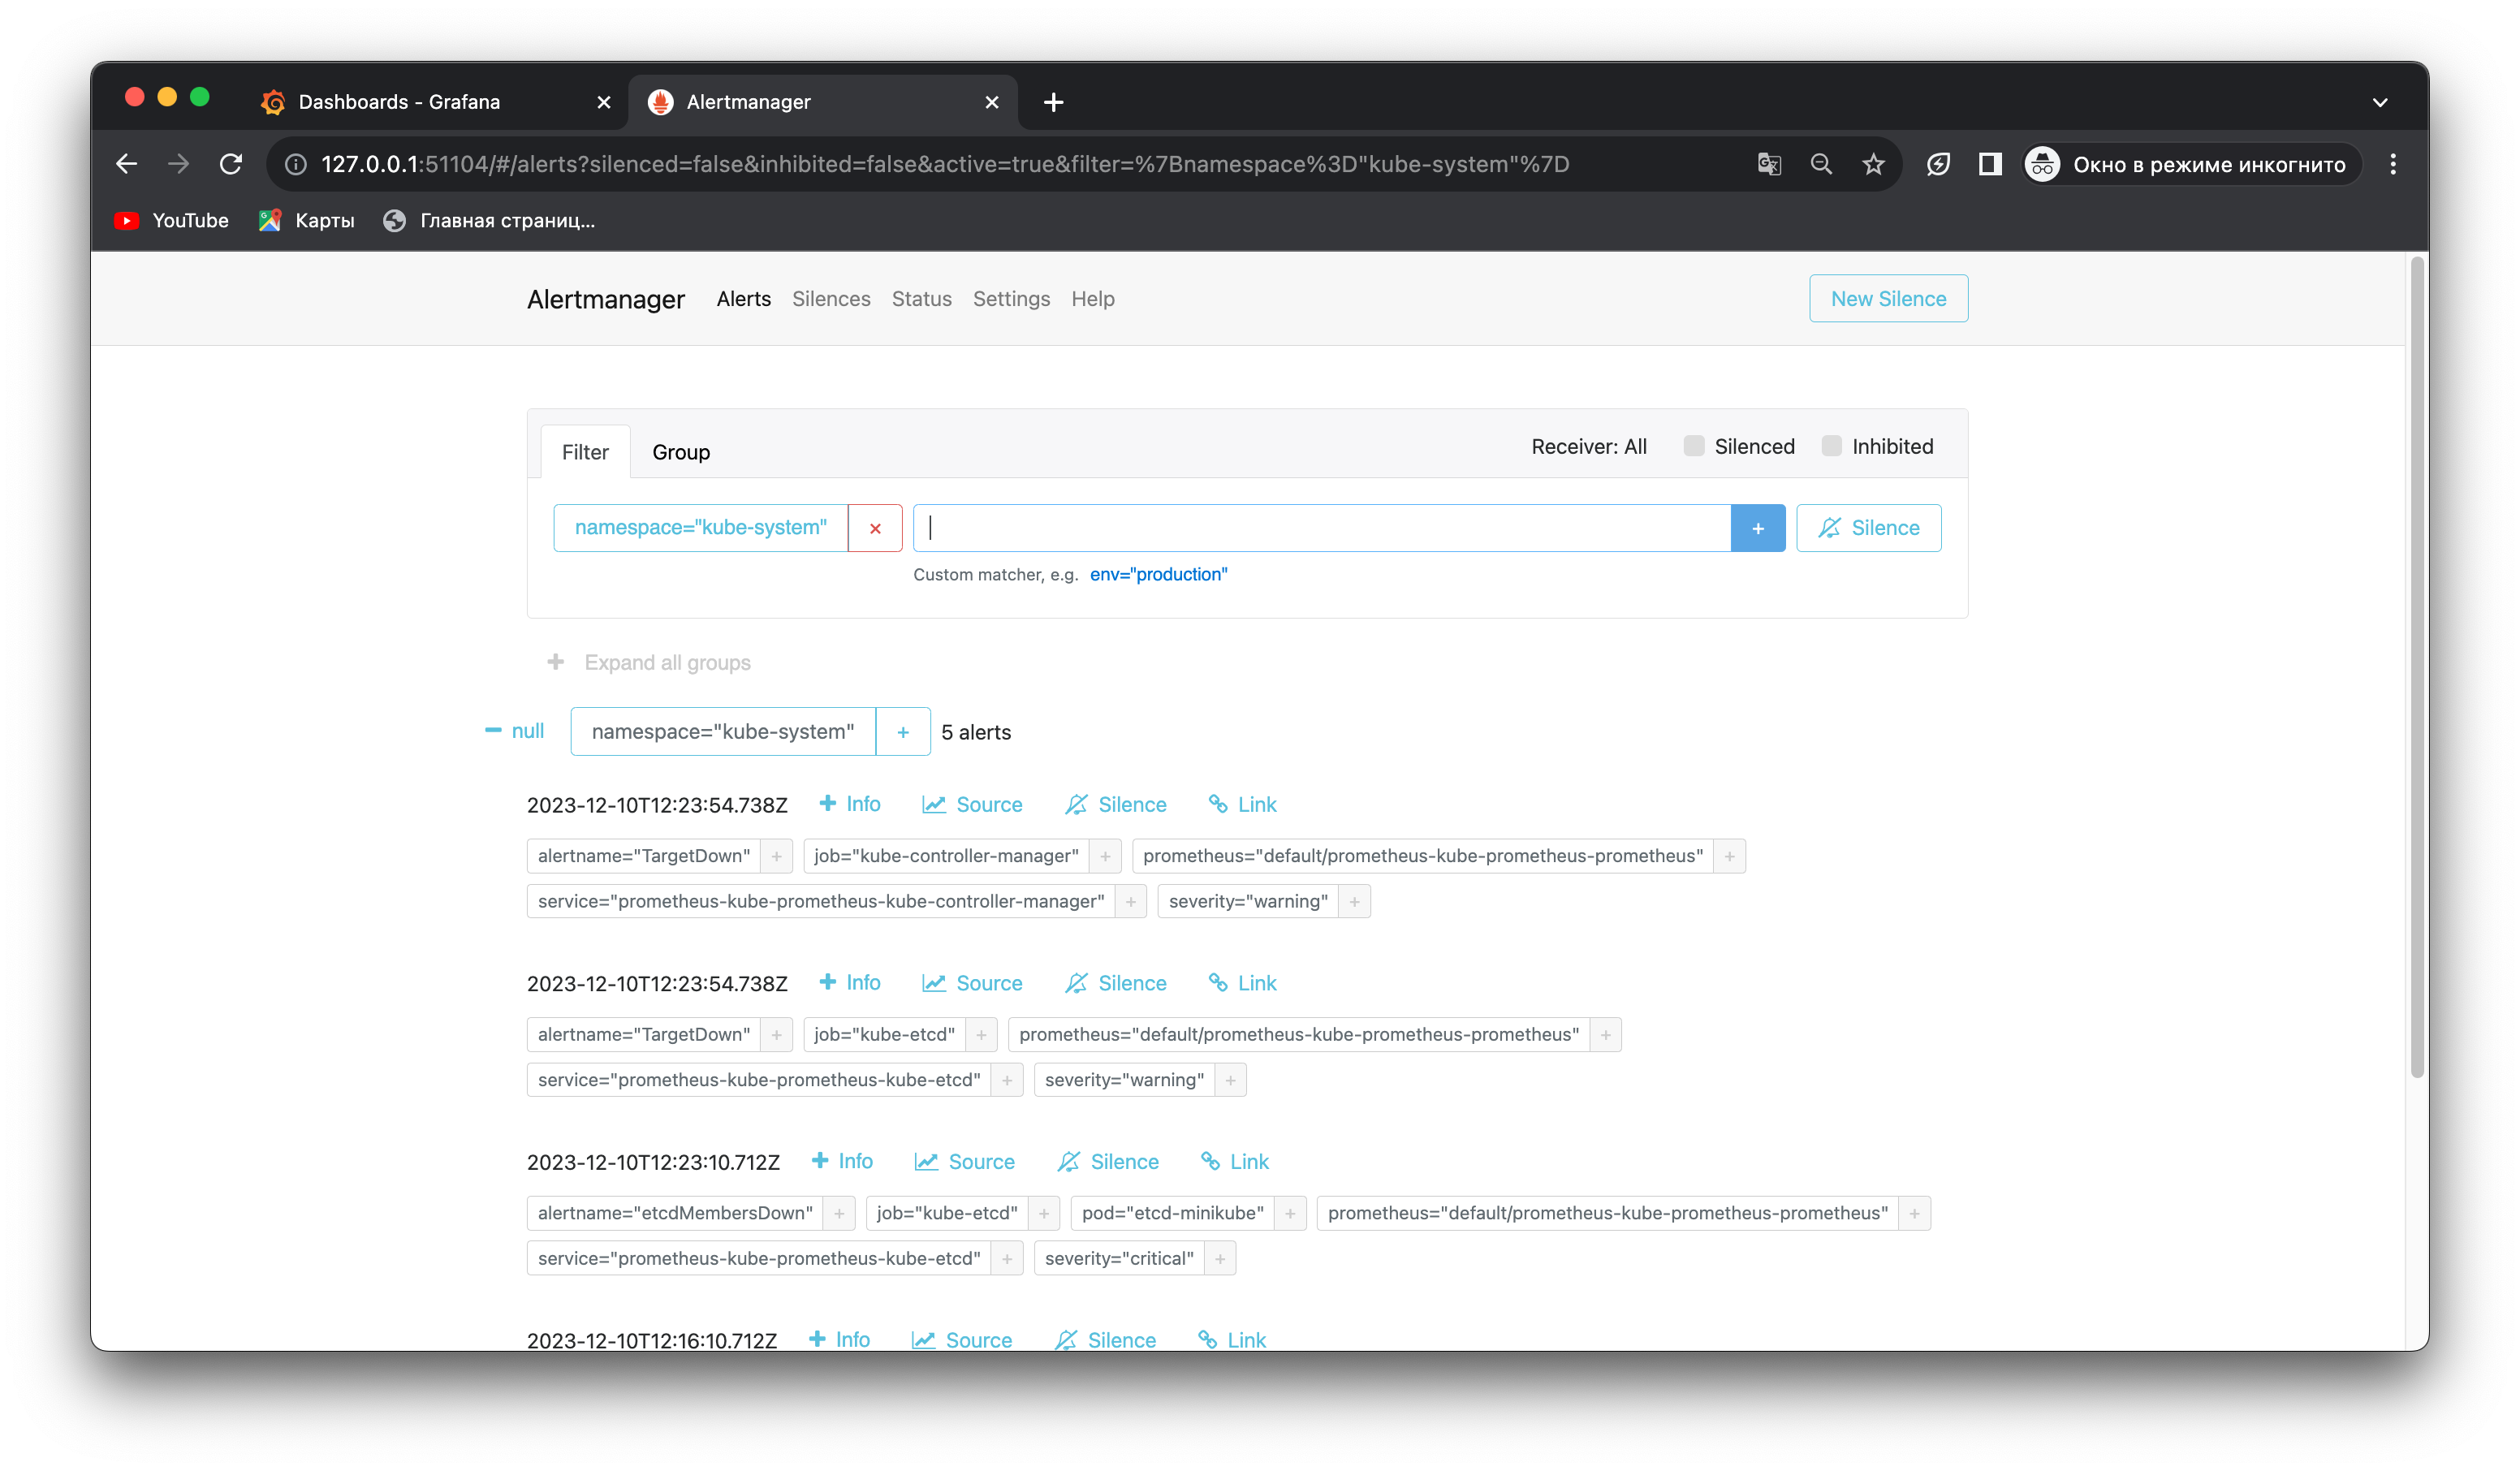 Dashboards - Grafana
Alertmanager
127.0.0.1:51104/#/alerts?silenced=false&inhibited=false&active=true&filter=%7Bnamespace%3D"kube-system"%7D
Окно в режиме инкогнито
YouTube Карты Главная страниц...
Alertmanager Alerts Silences Status Settings Help New Silence
Filter Group Receiver: All Silenced Inhibited
namespace="kube-system" × + Silence
Custom matcher, e.g. env="production"
+ Expand all groups
− null namespace="kube-system" + 5 alerts
2023-12-10T12:23:54.738Z + Info Source Silence Link
alertname="TargetDown" + job="kube-controller-manager" + prometheus="default/prometheus-kube-prometheus-prometheus" +
service="prometheus-kube-prometheus-kube-controller-manager" + severity="warning" +
2023-12-10T12:23:54.738Z + Info Source Silence Link
alertname="TargetDown" + job="kube-etcd" + prometheus="default/prometheus-kube-prometheus-prometheus" +
service="prometheus-kube-prometheus-kube-etcd" + severity="warning" +
2023-12-10T12:23:10.712Z + Info Source Silence Link
alertname="etcdMembersDown" + job="kube-etcd" + pod="etcd-minikube" + prometheus="default/prometheus-kube-prometheus-prometheus" +
service="prometheus-kube-prometheus-kube-etcd" + severity="critical" +
2023-12-10T12:16:10.712Z + Info Source Silence Link